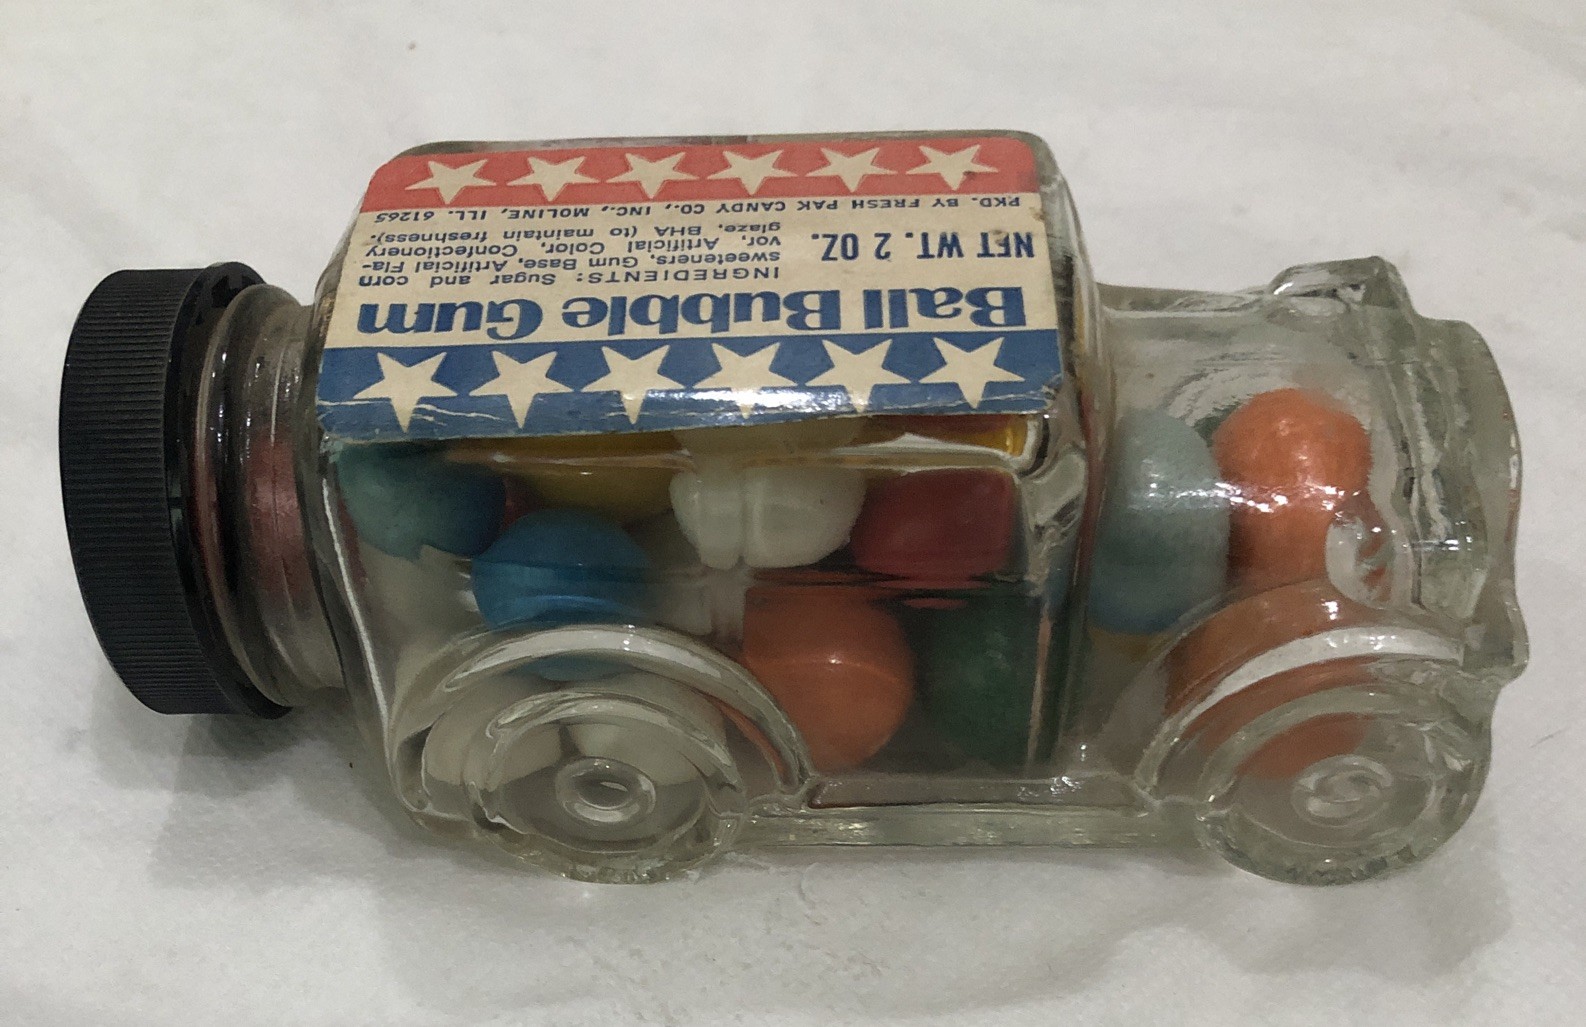 Ball Bubble Gum
NET WT. 2 OZ.
INGREDIENTS: Sugar and corn
sweeteners, Gum Base, Artificial Fla-
vor, Artificial Color, Confectionery
glaze, BHA (to maintain freshness).
PKD. BY FRESH PAK CANDY CO., INC., MOLINE, ILL. 61265